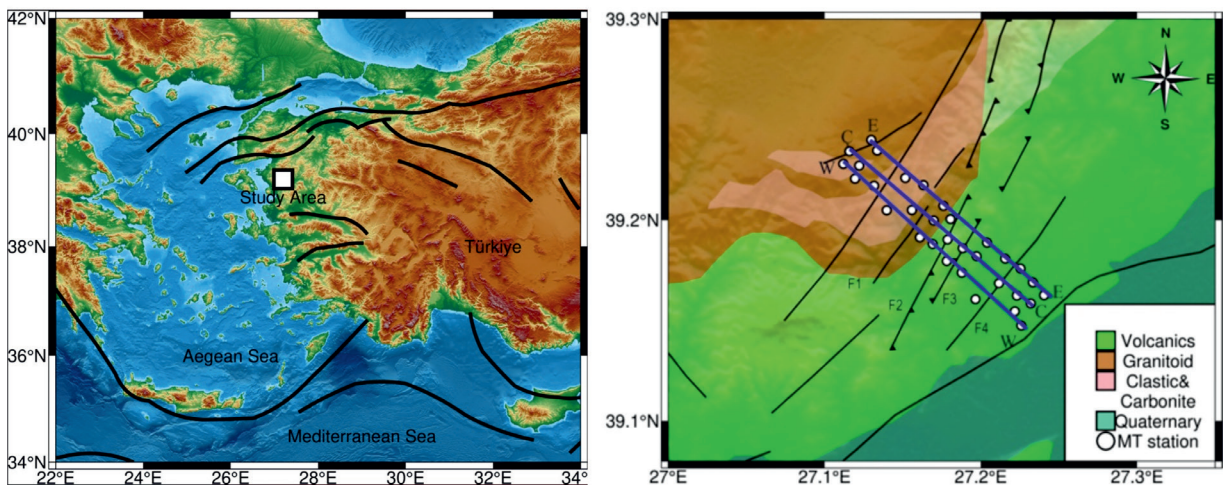 42°N
40°N
38°N
36°N
34°N
22°E
24°E
26°E
28°E
30°E
32°E
34°
Study Area
Türkiye
Aegean Sea
Mediterranean Sea
39.3°N
39.2°N
39.1°N
27°E
27.1°E
27.2°E
27.3°E
N
W
E
S
C
E
W
F1
F2
F3
F4
E
C
W
Volcanics
Granitoid
Clastic&
Carbonite
Quaternary
MT station